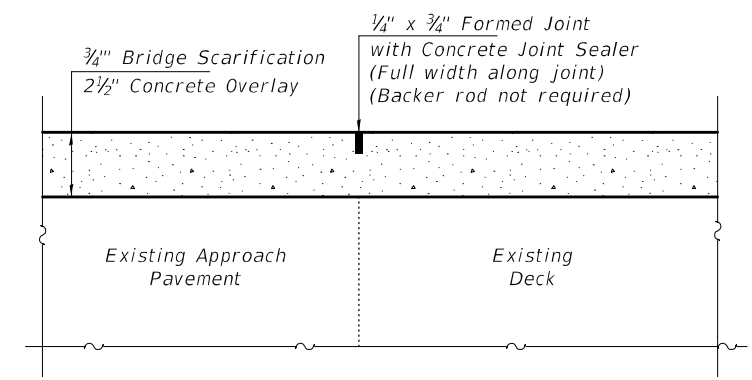 ¾''' Bridge Scarification
2½" Concrete Overlay
¼" x ¾" Formed Joint
with Concrete Joint Sealer
(Full width along joint)
(Backer rod not required)
Existing Approach
Pavement
Existing
Deck